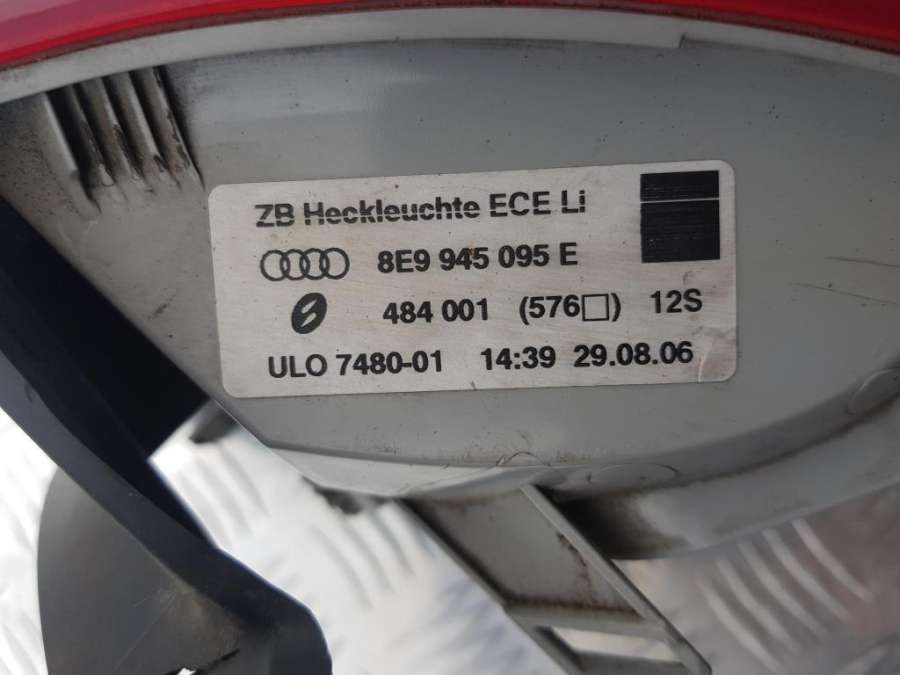 ZB Heckleuchte ECE Li
8E9 945 095 E
484 001 (576□) 12S
ULO 7480-01 14:39 29.08.06